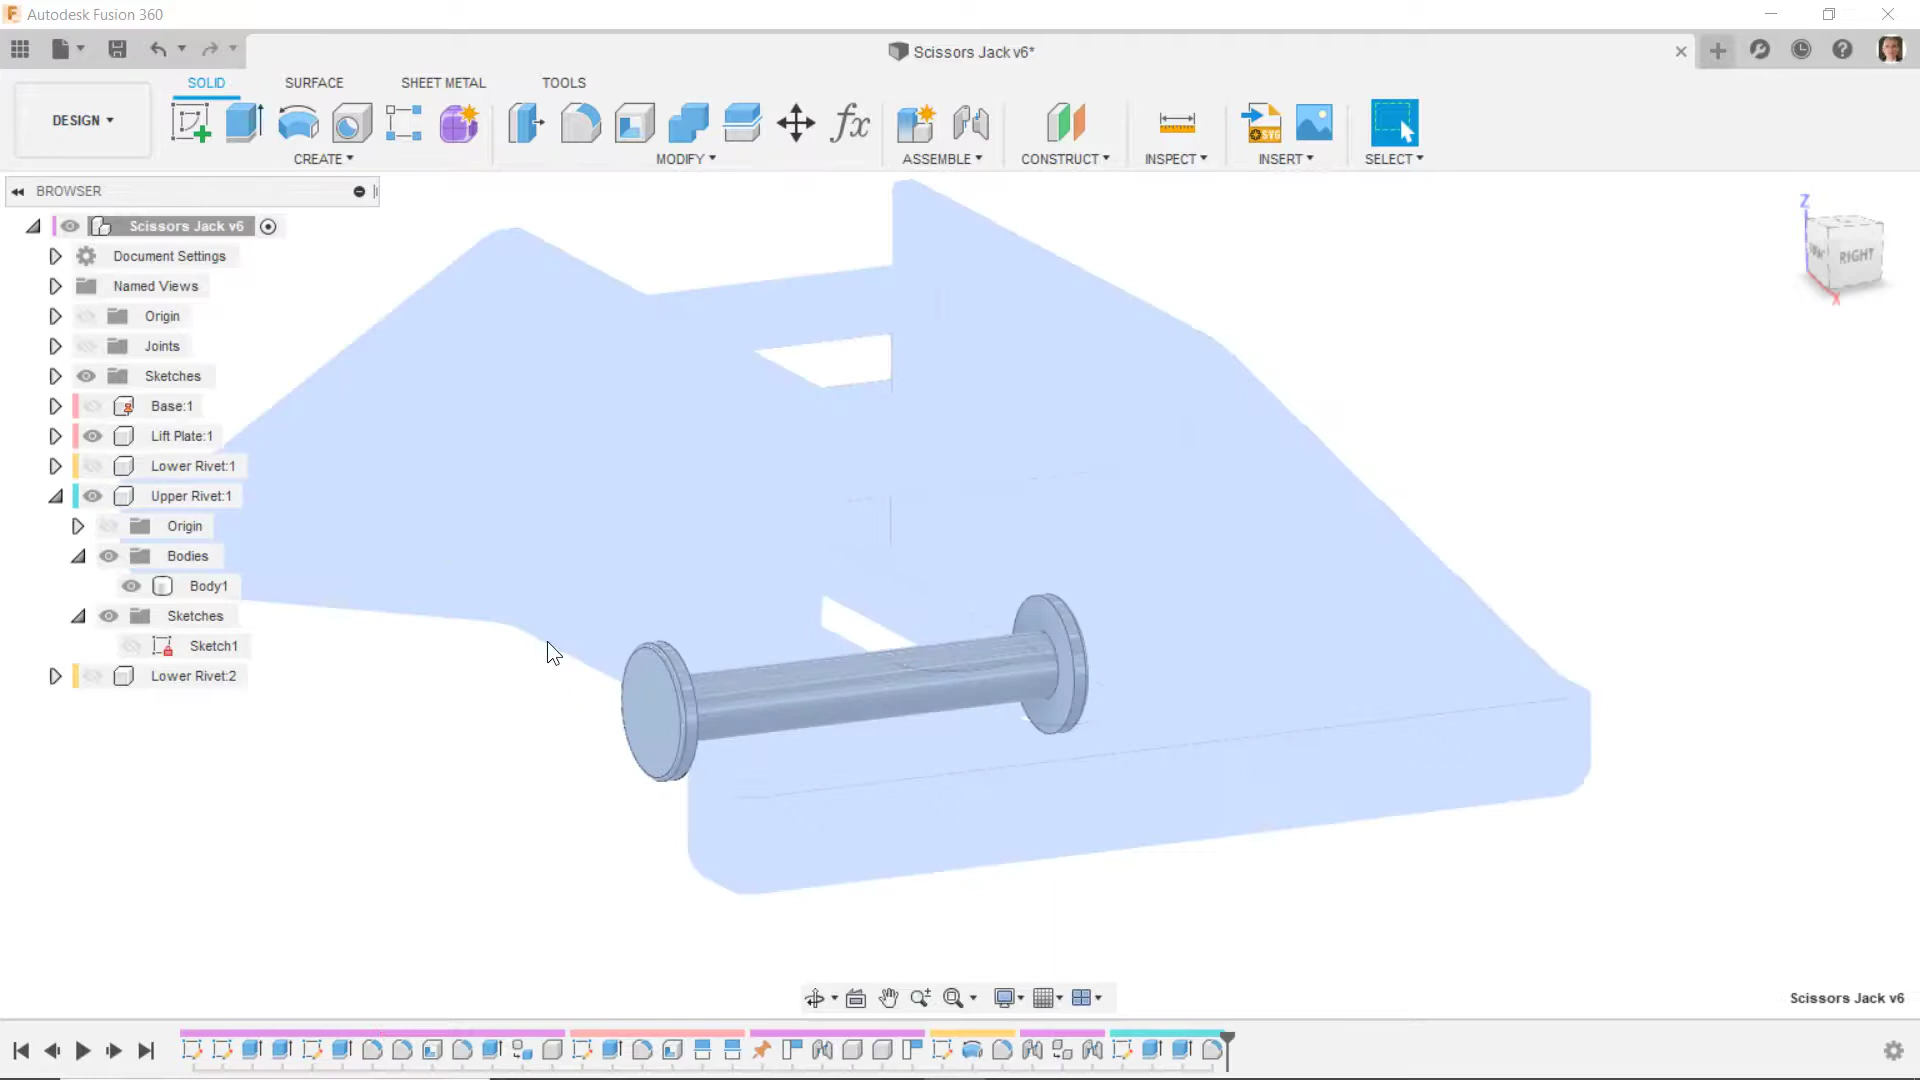 Autodesk Fusion 360
Scissors Jack v6*
SOLID
SURFACE
SHEET METAL
TOOLS
DESIGN
CREATE
MODIFY
ASSEMBLE
CONSTRUCT
INSPECT
INSERT
SELECT
BROWSER
Scissors Jack v6
Document Settings
Named Views
Origin
Joints
Sketches
Base:1
Lift Plate:1
Lower Rivet:1
Upper Rivet:1
Origin
Bodies
Body1
Sketches
Sketch1
Lower Rivet:2
Z
RIGHT
X
Scissors Jack v6